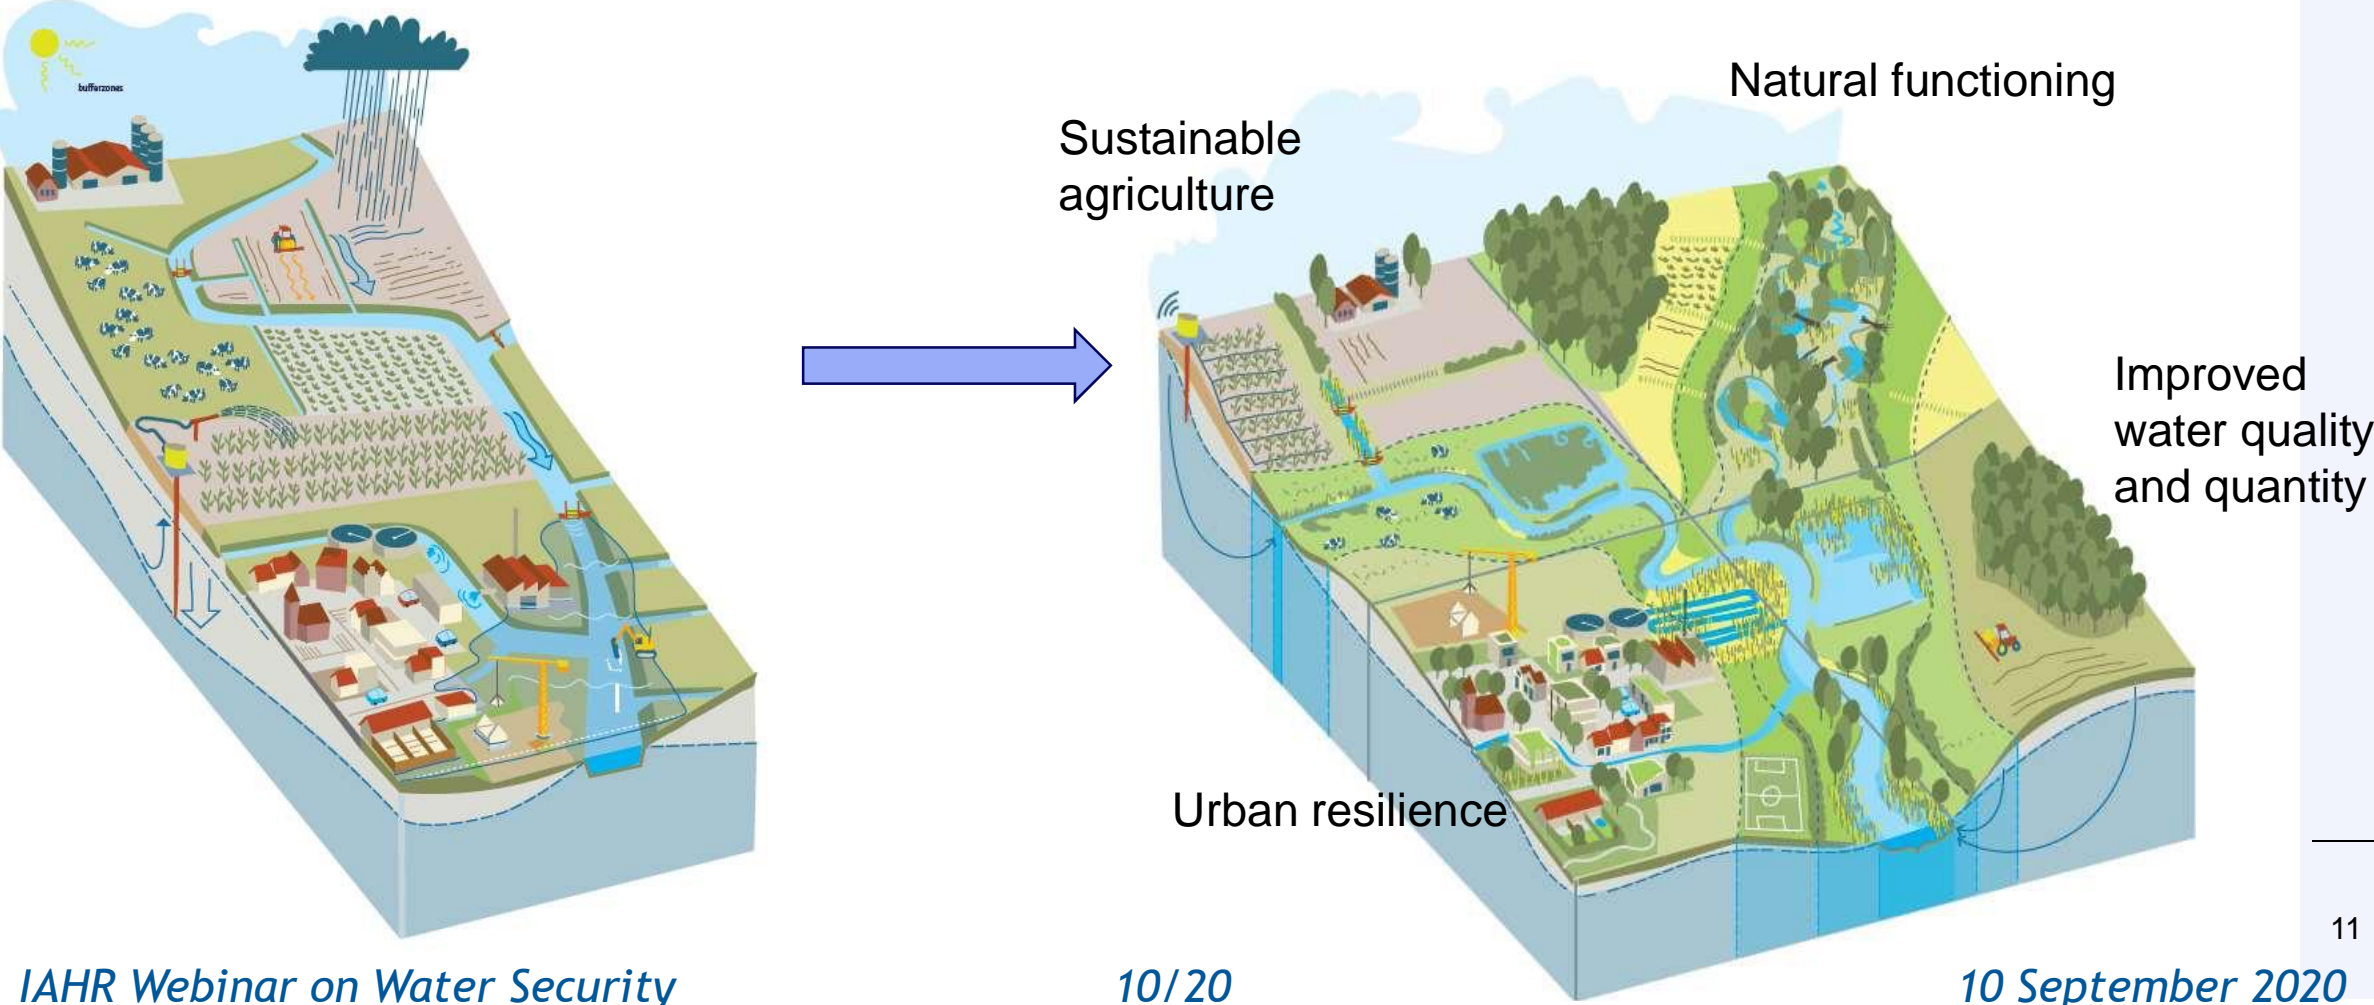 bufferzones
Natural functioning
Sustainable
agriculture
Improved
water quality
and quantity
Urban resilience
11
IAHR Webinar on Water Security
10/20
10 September 2020